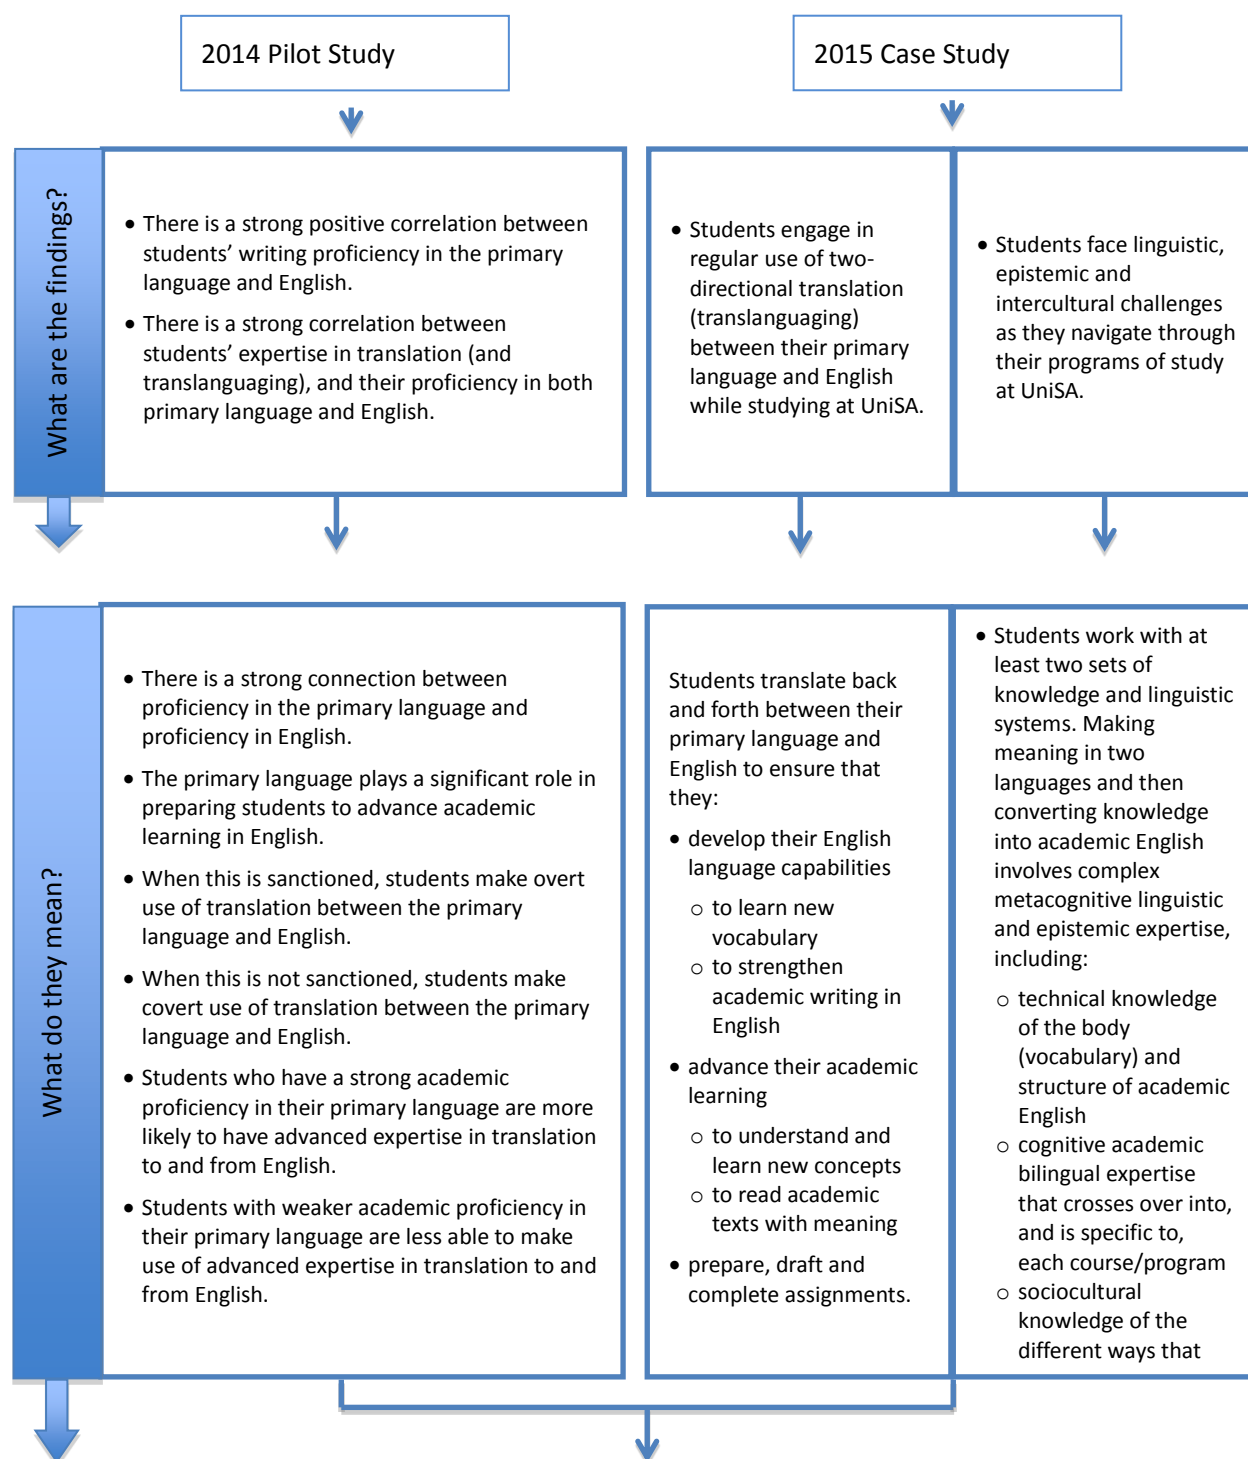 2014 Pilot Study
2015 Case Study
What are the findings?
• There is a strong positive correlation between
students’ writing proficiency in the primary
language and English.
• There is a strong correlation between
students’ expertise in translation (and
translanguaging), and their proficiency in both
primary language and English.
• Students engage in
regular use of two-
directional translation
(translanguaging)
between their primary
language and English
while studying at UniSA.
• Students face linguistic,
epistemic and
intercultural challenges
as they navigate through
their programs of study
at UniSA.
What do they mean?
• There is a strong connection between
proficiency in the primary language and
proficiency in English.
• The primary language plays a significant role in
preparing students to advance academic
learning in English.
• When this is sanctioned, students make overt
use of translation between the primary
language and English.
• When this is not sanctioned, students make
covert use of translation between the primary
language and English.
• Students who have a strong academic
proficiency in their primary language are more
likely to have advanced expertise in translation
to and from English.
• Students with weaker academic proficiency in
their primary language are less able to make
use of advanced expertise in translation to and
from English.
Students translate back
and forth between their
primary language and
English to ensure that
they:
• develop their English
language capabilities
o to learn new
vocabulary
o to strengthen
academic writing in
English
• advance their academic
learning
o to understand and
learn new concepts
o to read academic
texts with meaning
• prepare, draft and
complete assignments.
• Students work with at
least two sets of
knowledge and linguistic
systems. Making
meaning in two
languages and then
converting knowledge
into academic English
involves complex
metacognitive linguistic
and epistemic expertise,
including:
o technical knowledge
of the body
(vocabulary) and
structure of academic
English
o cognitive academic
bilingual expertise
that crosses over into,
and is specific to,
each course/program
o sociocultural
knowledge of the
different ways that